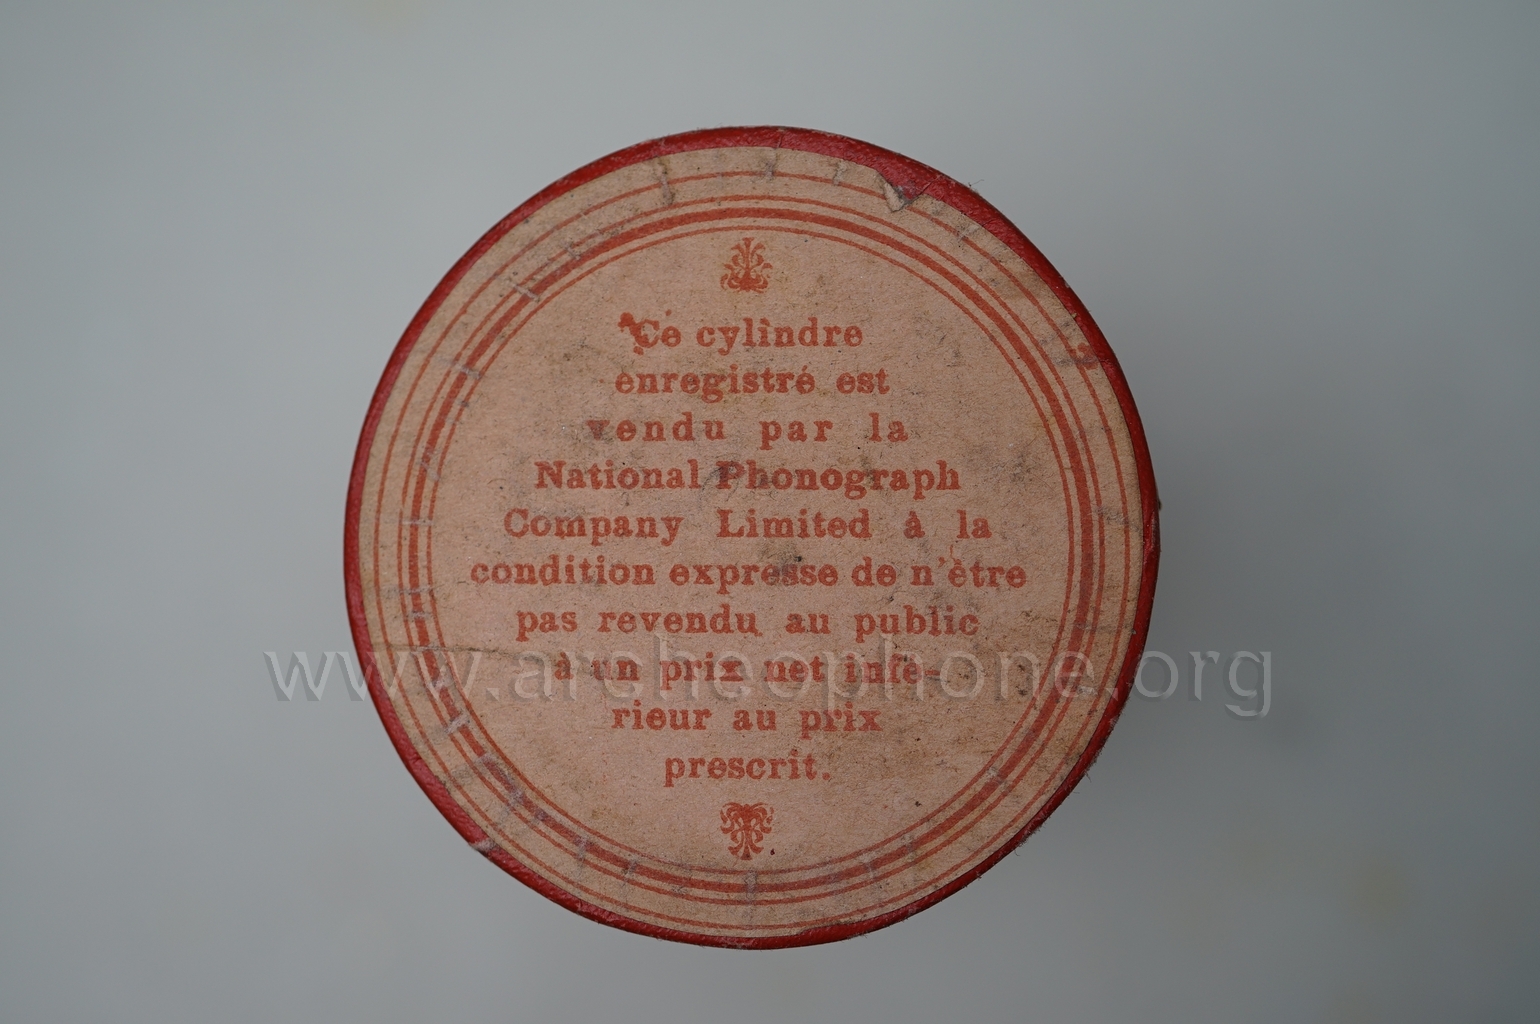 Ce cylindre
enregistré est
vendu par la
National Phonograph
Company Limited à la
condition expresse de n'être
pas revendu au public
à un prix net infé-
rieur au prix
prescrit.
www.archeophone.org